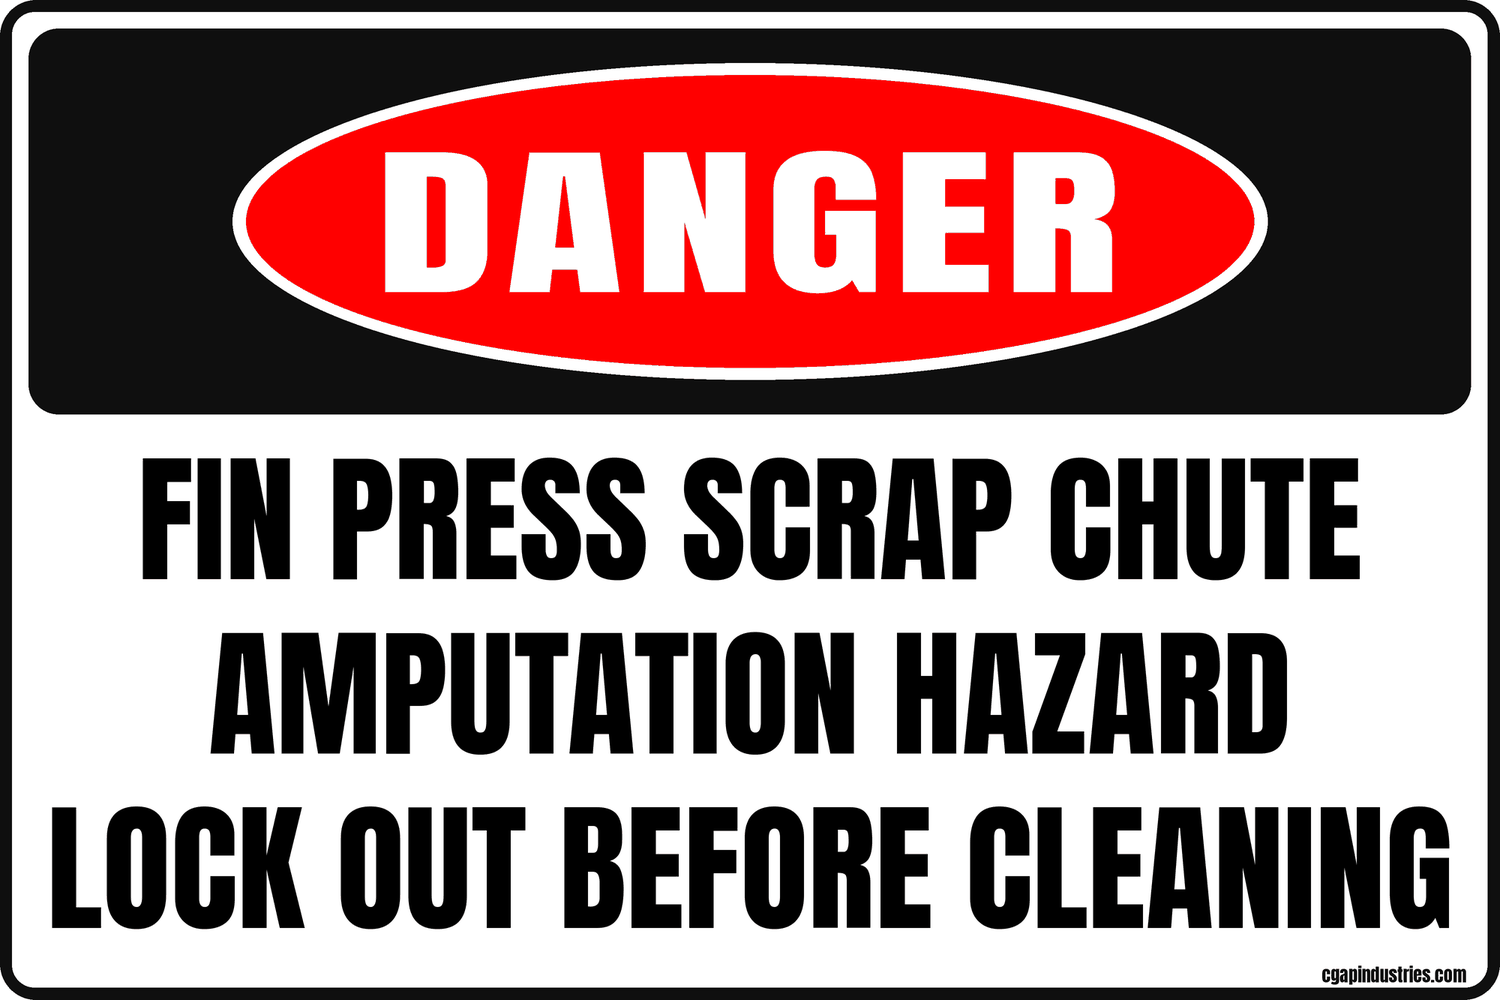 DANGER
FIN PRESS SCRAP CHUTE
AMPUTATION HAZARD
LOCK OUT BEFORE CLEANING
cgapindustries.com